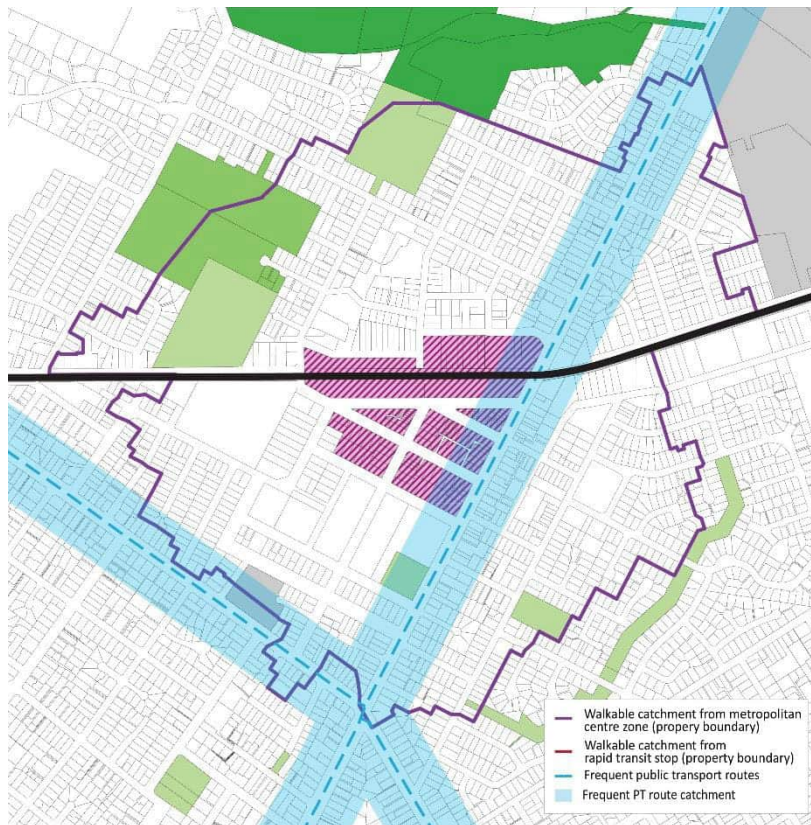 Walkable catchment from metropolitan
centre zone (propery boundary)
Walkable catchment from
rapid transit stop (property boundary)
Frequent public transport routes
Frequent PT route catchment